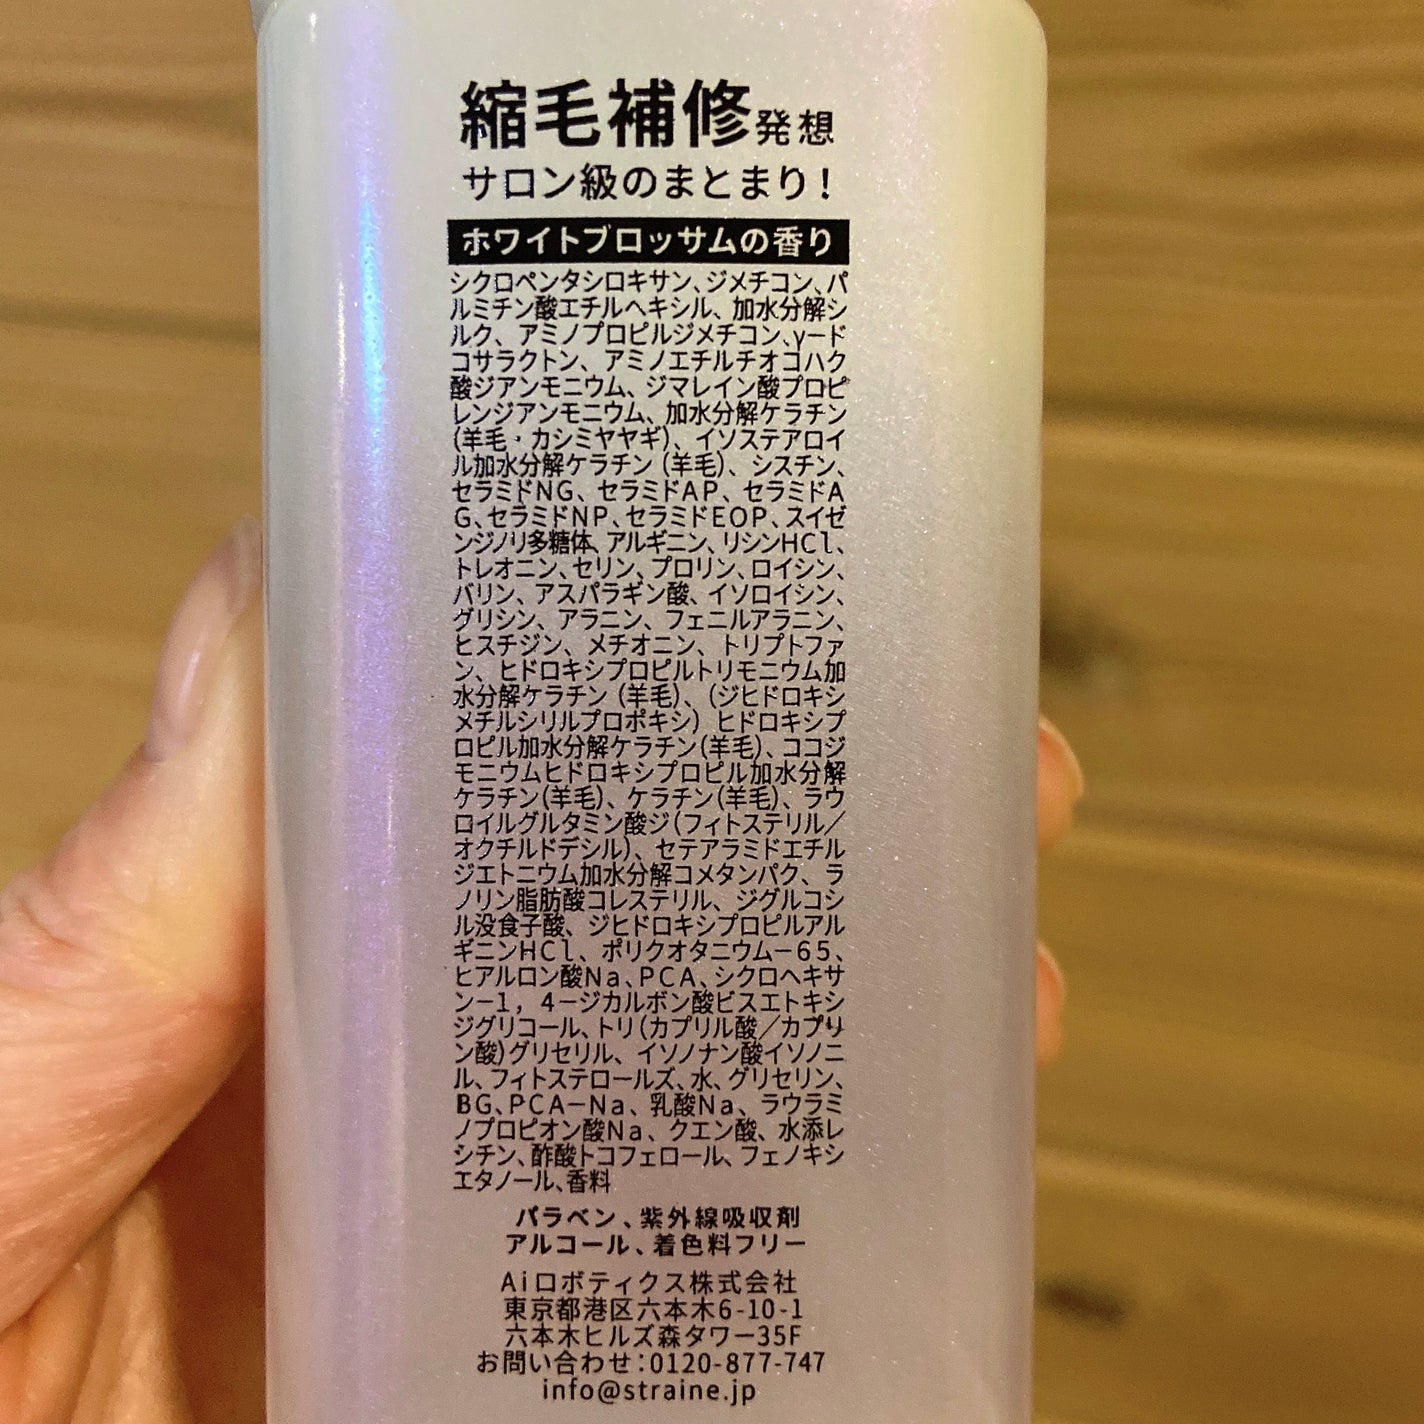 縮毛補修発想
サロン級のまとまり！
ホワイトブロッサムの香り
シクロペンタシロキサン、ジメチコン、パ
ルミチン酸エチルヘキシル、加水分解シ
ルク、アミノプロピルジメチコン、γード
コサラクトン、アミノエチルチオコハク
酸ジアンモニウム、ジマレイン酸プロピ
レンジアンモニウム、加水分解ケラチン
(羊毛・カシミヤヤギ)、イソステアロイ
ル加水分解ケラチン (羊毛)、シスチン、
セラミドNG、セラミドAP、セラミドA
G、セラミドNP、セラミドEOP、スイゼ
ンジノリ多糖体、アルギニン、リシンHCl、
トレオニン、セリン、プロリン、ロイシン、
バリン、アスパラギン酸、イソロイシン、
グリシン、アラニン、フェニルアラニン、
ヒスチジン、メチオニン、トリプトファ
ン、ヒドロキシプロピルトリモニウム加
水分解ケラチン (羊毛)、(ジヒドロキシ
メチルシリルプロポキシ) ヒドロキシプ
ロピル加水分解ケラチン(羊毛)、ココジ
モニウムヒドロキシプロピル加水分解
ケラチン(羊毛)、ケラチン(羊毛)、ラウ
ロイルグルタミン酸ジ(フィトステリル／
オクチルドデシル)、セテアラミドエチル
ジエトニウム加水分解コメタンパク、ラ
ノリン脂肪酸コレステリル、ジグルコシ
ル没食子酸、ジヒドロキシプロピルアル
ギニンHCl、ポリクオタニウム－65、
ヒアルロン酸Na、PCA、シクロヘキサ
ン－1，4－ジカルボン酸ビスエトキシ
ジグリコール、トリ(カプリル酸／カプリ
ン酸)グリセリル、イソノナン酸イソノニ
ル、フィトステロールズ、水、グリセリン、
BG、PCA－Na、乳酸Na、ラウラミ
ノプロピオン酸Na、クエン酸、水添レ
シチン、酢酸トコフェロール、フェノキシ
エタノール、香料
パラベン、紫外線吸収剤
アルコール、着色料フリー
Aiロボティクス株式会社
東京都港区六本木6-10-1
六本木ヒルズ森タワー35F
お問い合わせ：0120-877-747
info@straine.jp